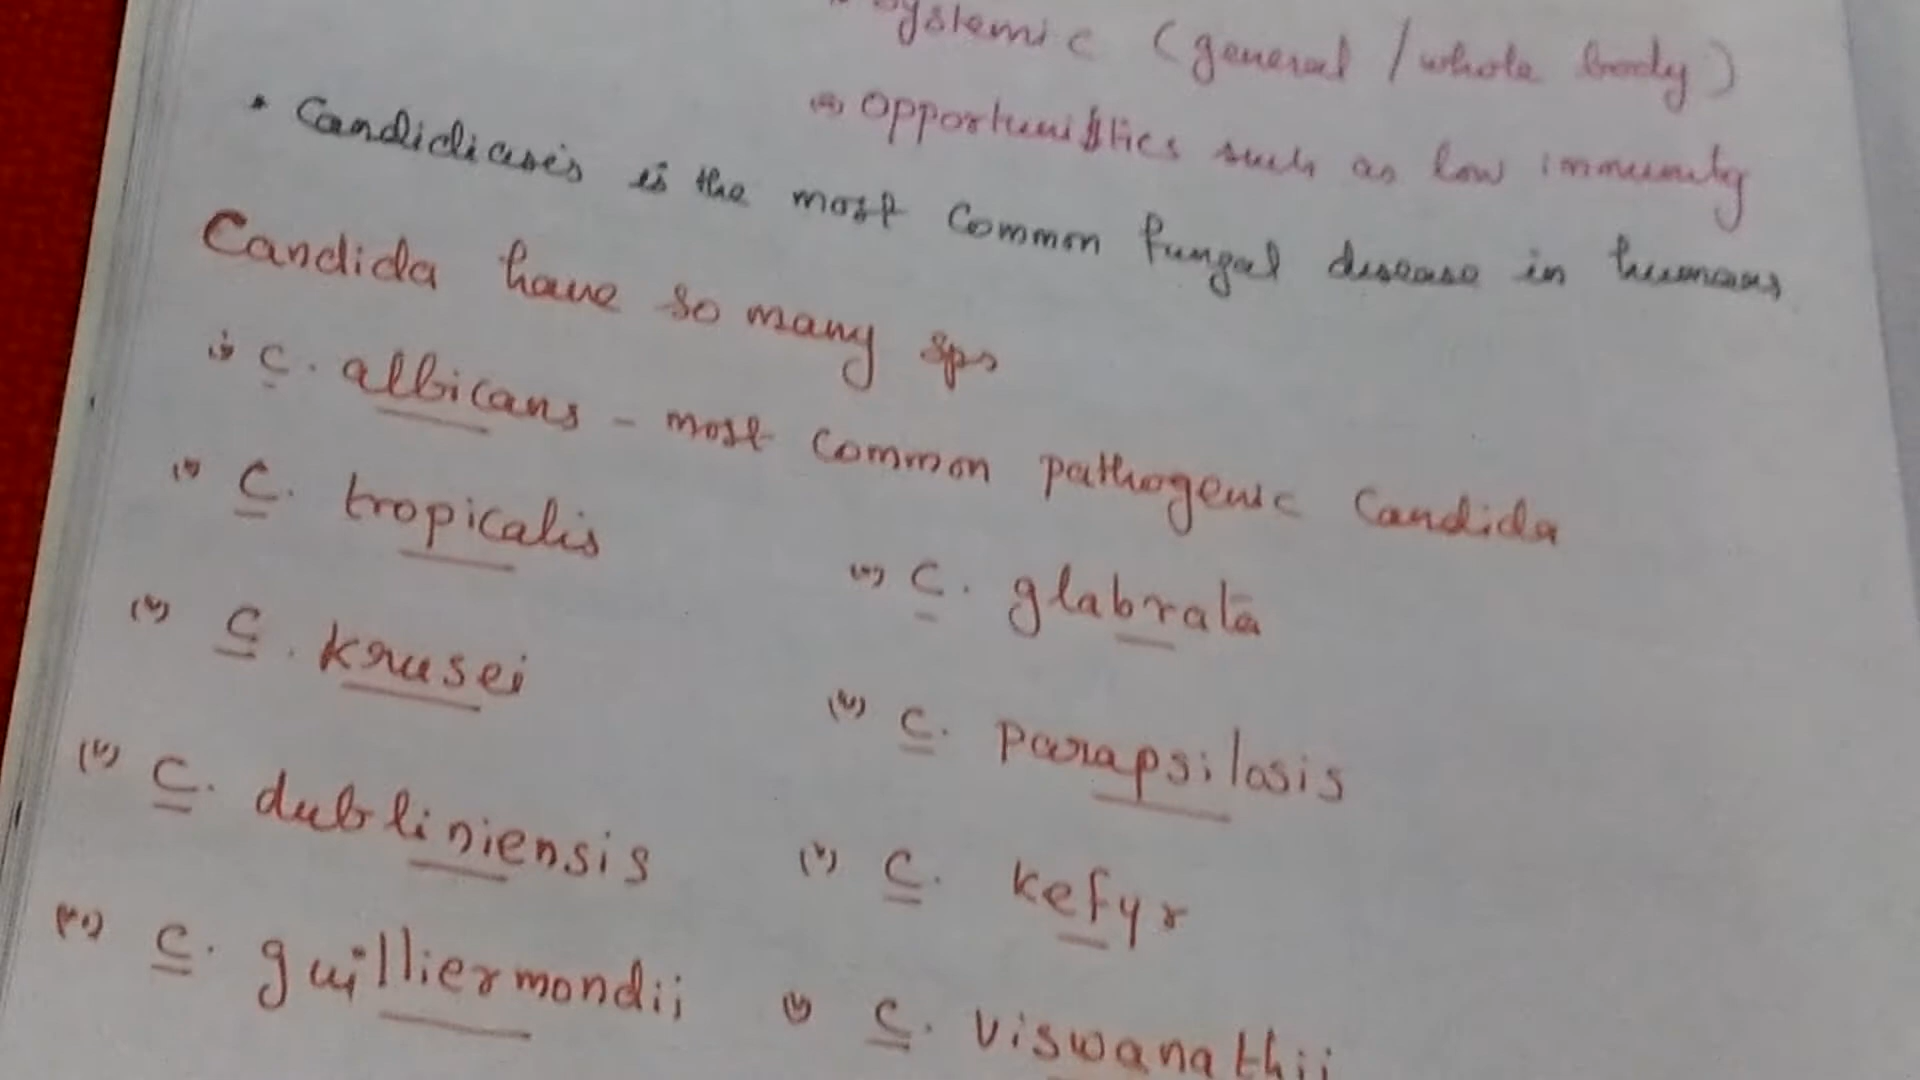 Systemic (general / whole body)
Opportunistics such as low immunity
• Candidiasis is the most common fungal disease in humans
Candida have so many sps
C. albicans - most common pathogenic Candida
C. tropicalis
C. glabrata
C. krusei
C. parapsilosis
C. dubliniensis
C. kefyr
C. guilliermondii
C. viswanathii